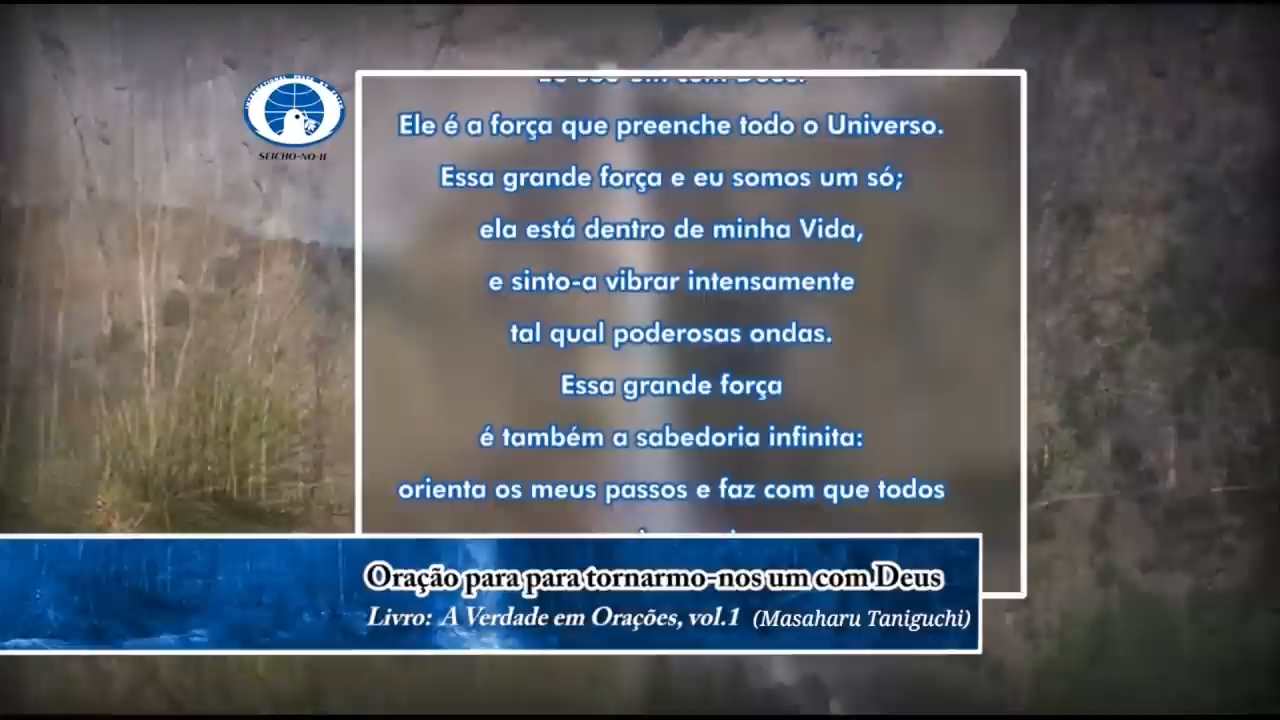 SEICHO-NO-IE
Ele é a força que preenche todo o Universo.
Essa grande força e eu somos um só;
ela está dentro de minha Vida,
e sinto-a vibrar intensamente
tal qual poderosas ondas.
Essa grande força
é também a sabedoria infinita:
orienta os meus passos e faz com que todos
Oração para para tornarmo-nos um com Deus
Livro: A Verdade em Orações, vol.1 (Masaharu Taniguchi)